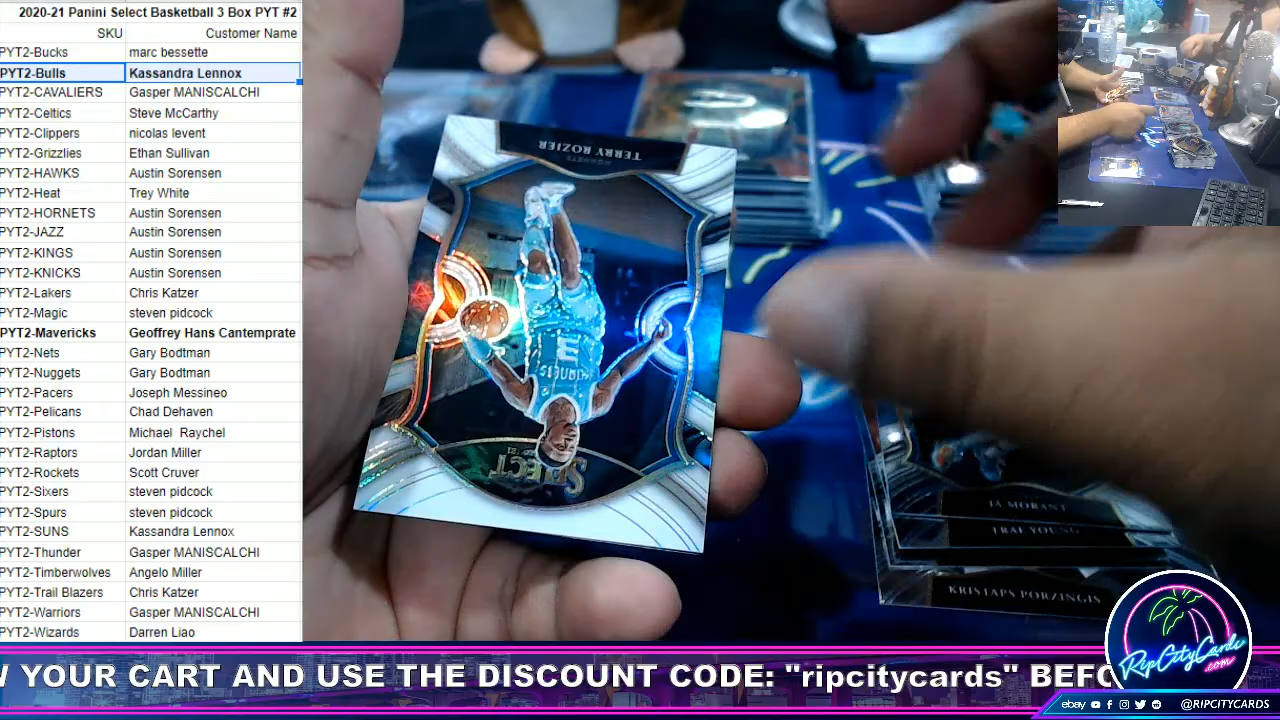 2020-21 Panini Select Basketball 3 Box PYT #2
SKU Customer Name
PYT2-Bucks marc bessette
PYT2-Bulls Kassandra Lennox
PYT2-CAVALIERS Gasper MANISCALCHI
PYT2-Celtics Steve McCarthy
PYT2-Clippers nicolas levent
PYT2-Grizzlies Ethan Sullivan
PYT2-HAWKS Austin Sorensen
PYT2-Heat Trey White
PYT2-HORNETS Austin Sorensen
PYT2-JAZZ Austin Sorensen
PYT2-KINGS Austin Sorensen
PYT2-KNICKS Austin Sorensen
PYT2-Lakers Chris Katzer
PYT2-Magic steven pidcock
PYT2-Mavericks Geoffrey Hans Cantemprate
PYT2-Nets Gary Bodtman
PYT2-Nuggets Gary Bodtman
PYT2-Pacers Joseph Messineo
PYT2-Pelicans Chad Dehaven
PYT2-Pistons Michael Raychel
PYT2-Raptors Jordan Miller
PYT2-Rockets Scott Cruver
PYT2-Sixers steven pidcock
PYT2-Spurs steven pidcock
PYT2-SUNS Kassandra Lennox
PYT2-Thunder Gasper MANISCALCHI
PYT2-Timberwolves Angelo Miller
PYT2-Trail Blazers Chris Katzer
PYT2-Warriors Gasper MANISCALCHI
PYT2-Wizards Darren Liao
HORNETS
TERRY ROZIER
HORNETS
3
SELECT
JA MORANT
TRAE YOUNG
KRISTAPS PORZINGIS
YOUR CART AND USE THE DISCOUNT CODE: "ripcitycards" BEFO
RipCityCards
.com
ebay @RIPCITYCARDS